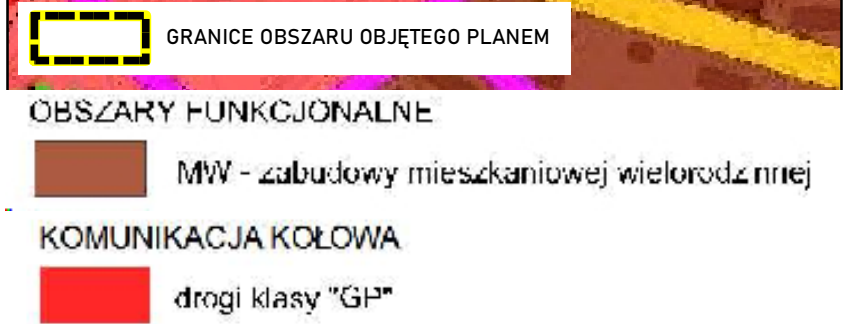 GRANICE OBSZARU OBJĘTEGO PLANEM
OBSZARY FUNKCJONALNE
MW - zabudowy mieszkaniowej wielorodzinnej
KOMUNIKACJA KOŁOWA
drogi klasy "GP"